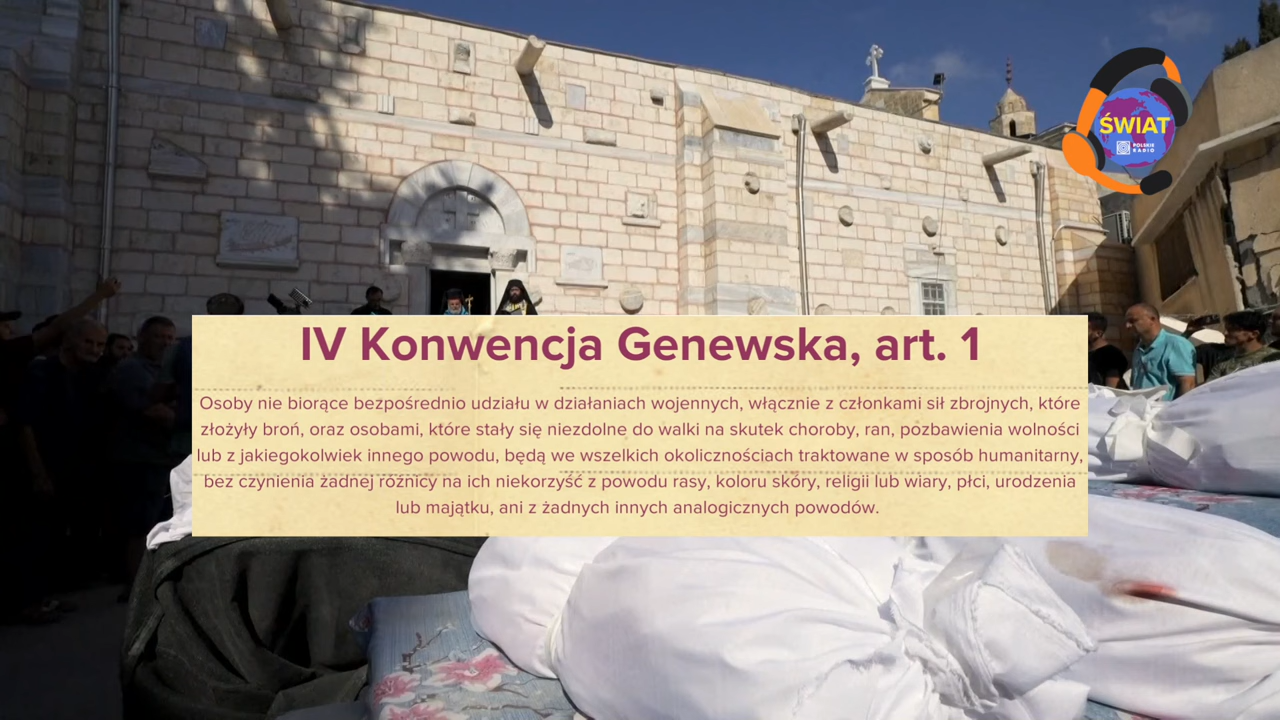 ŚWIAT
POLSKIE
RADIO
IV Konwencja Genewska, art. 1
Osoby nie biorące bezpośrednio udziału w działaniach wojennych, włącznie z członkami sił zbrojnych, które
złożyły broń, oraz osobami, które stały się niezdolne do walki na skutek choroby, ran, pozbawienia wolności
lub z jakiegokolwiek innego powodu, będą we wszelkich okolicznościach traktowane w sposób humanitarny,
bez czynienia żadnej różnicy na ich niekorzyść z powodu rasy, koloru skóry, religii lub wiary, płci, urodzenia
lub majątku, ani z żadnych innych analogicznych powodów.